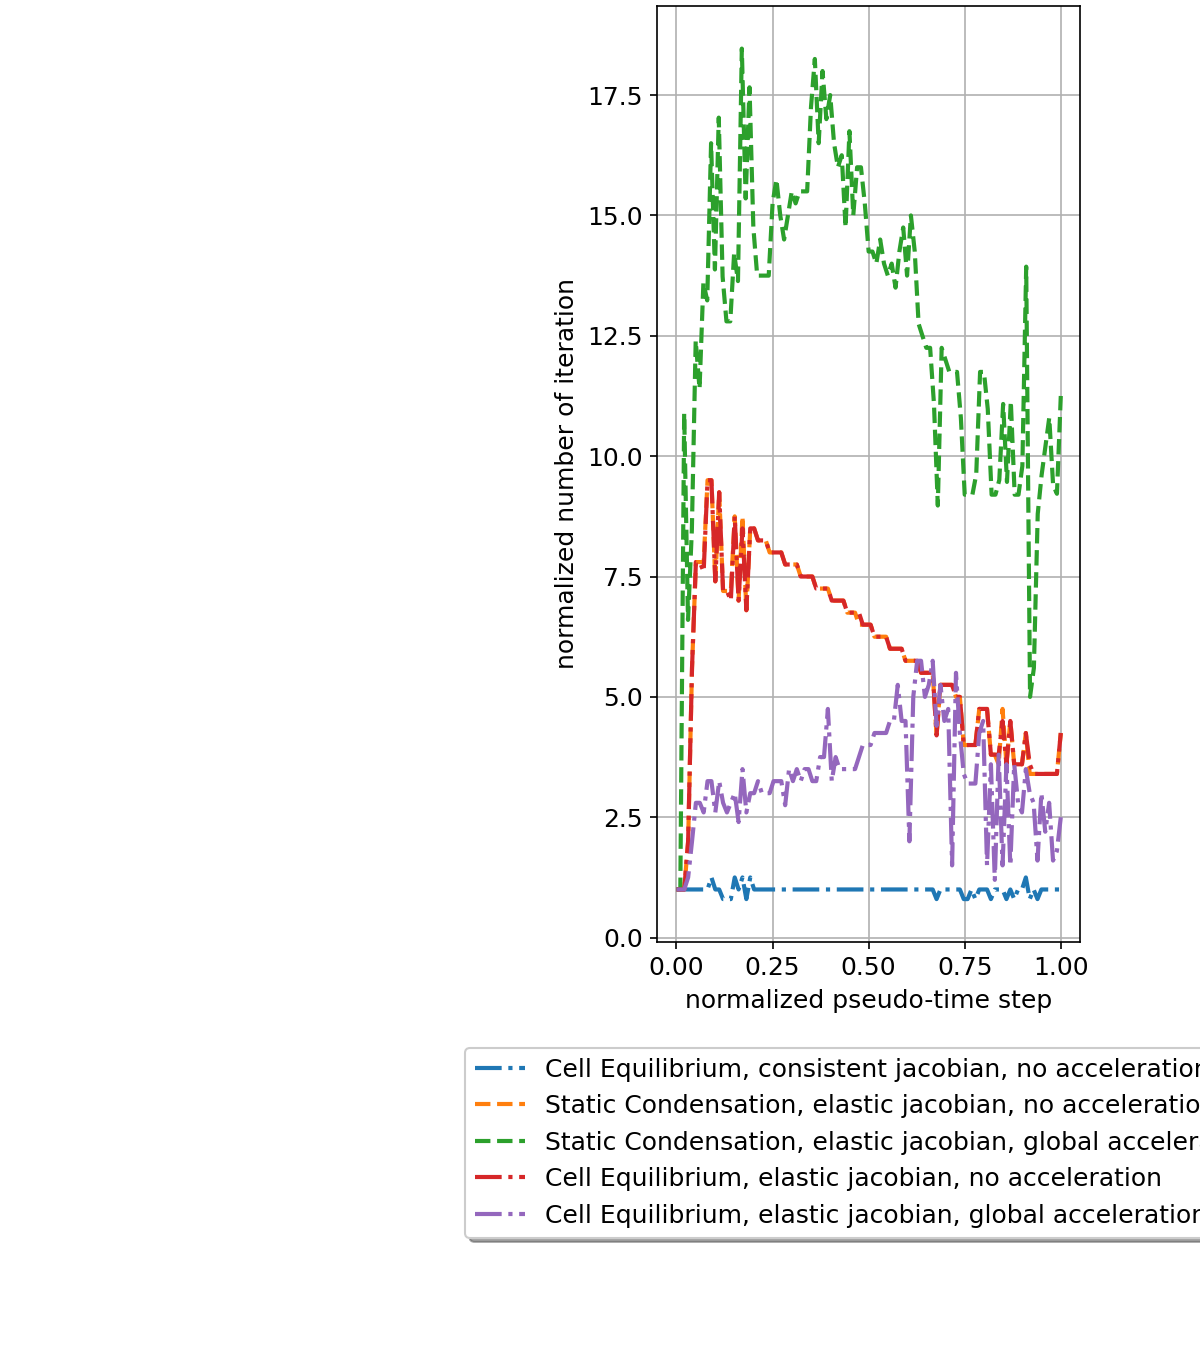 17.5
15.0
12.5
10.0
7.5
5.0
2.5
0.0
normalized number of iteration
0.00 0.25 0.50 0.75 1.00
normalized pseudo-time step
Cell Equilibrium, consistent jacobian, no acceleration
Static Condensation, elastic jacobian, no acceleratio
Static Condensation, elastic jacobian, global acceler
Cell Equilibrium, elastic jacobian, no acceleration
Cell Equilibrium, elastic jacobian, global acceleration